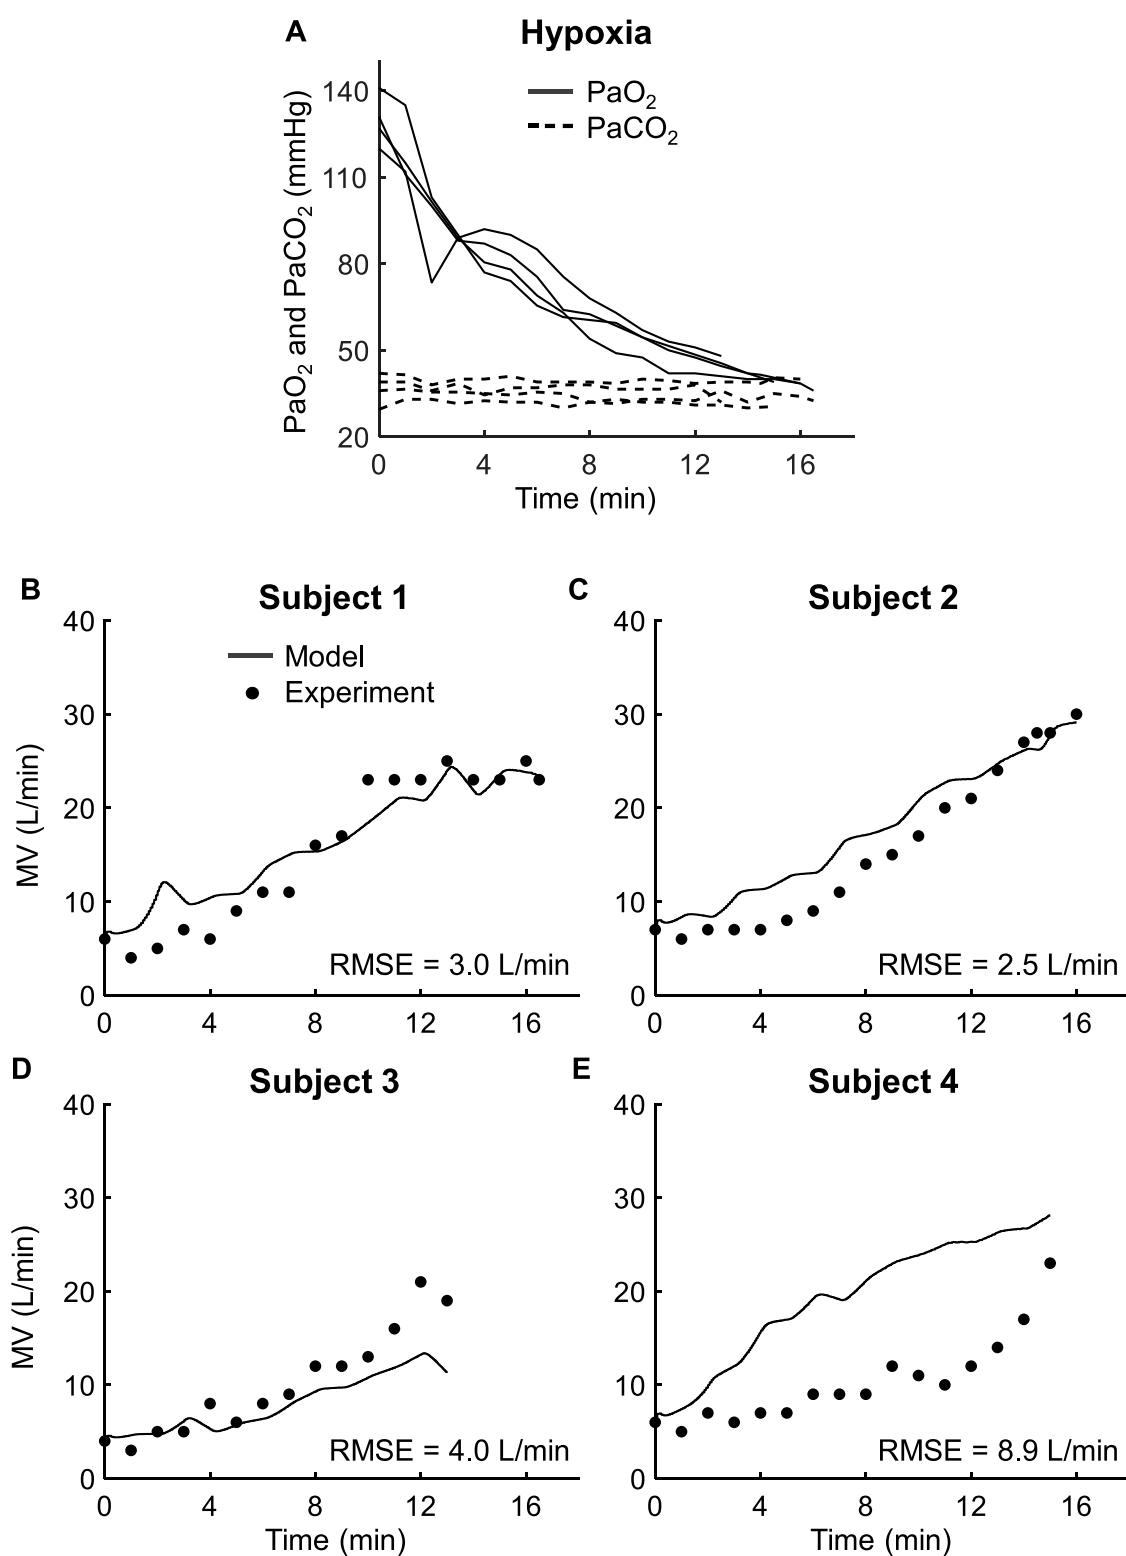 A
Hypoxia
PaO2
PaCO2
PaO2 and PaCO2 (mmHg)
140
110
80
50
20
0 4 8 12 16
Time (min)
B
Subject 1
Model
Experiment
MV (L/min)
40
30
20
10
0
RMSE = 3.0 L/min
0 4 8 12 16
C
Subject 2
40
30
20
10
0
RMSE = 2.5 L/min
0 4 8 12 16
D
Subject 3
MV (L/min)
40
30
20
10
0
RMSE = 4.0 L/min
0 4 8 12 16
Time (min)
E
Subject 4
40
30
20
10
0
RMSE = 8.9 L/min
0 4 8 12 16
Time (min)